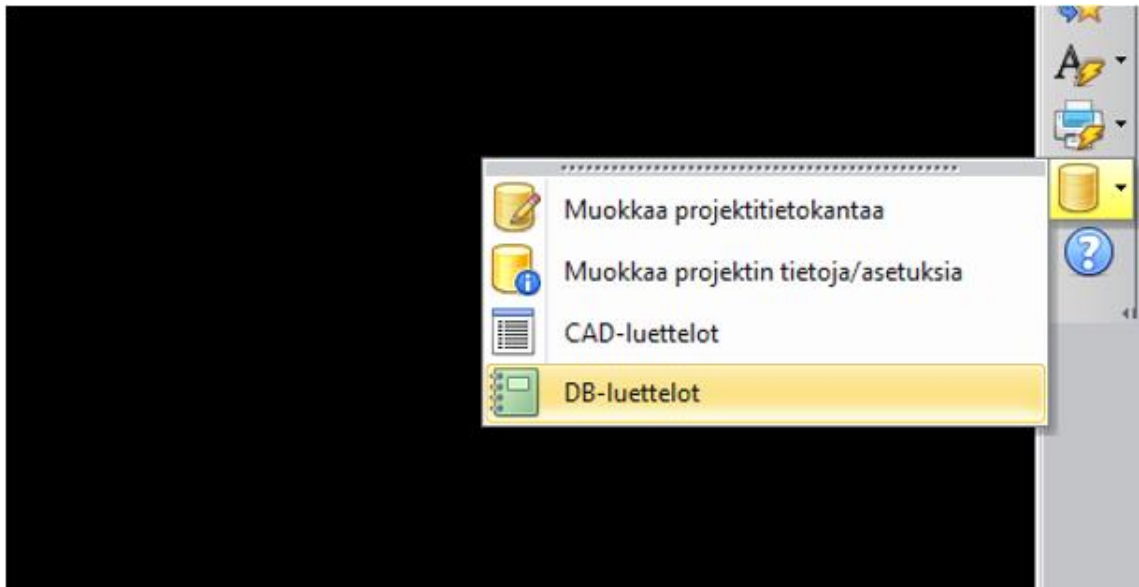 Muokkaa projektitietokantaa
Muokkaa projektin tietoja/asetuksia
CAD-luettelot
DB-luettelot